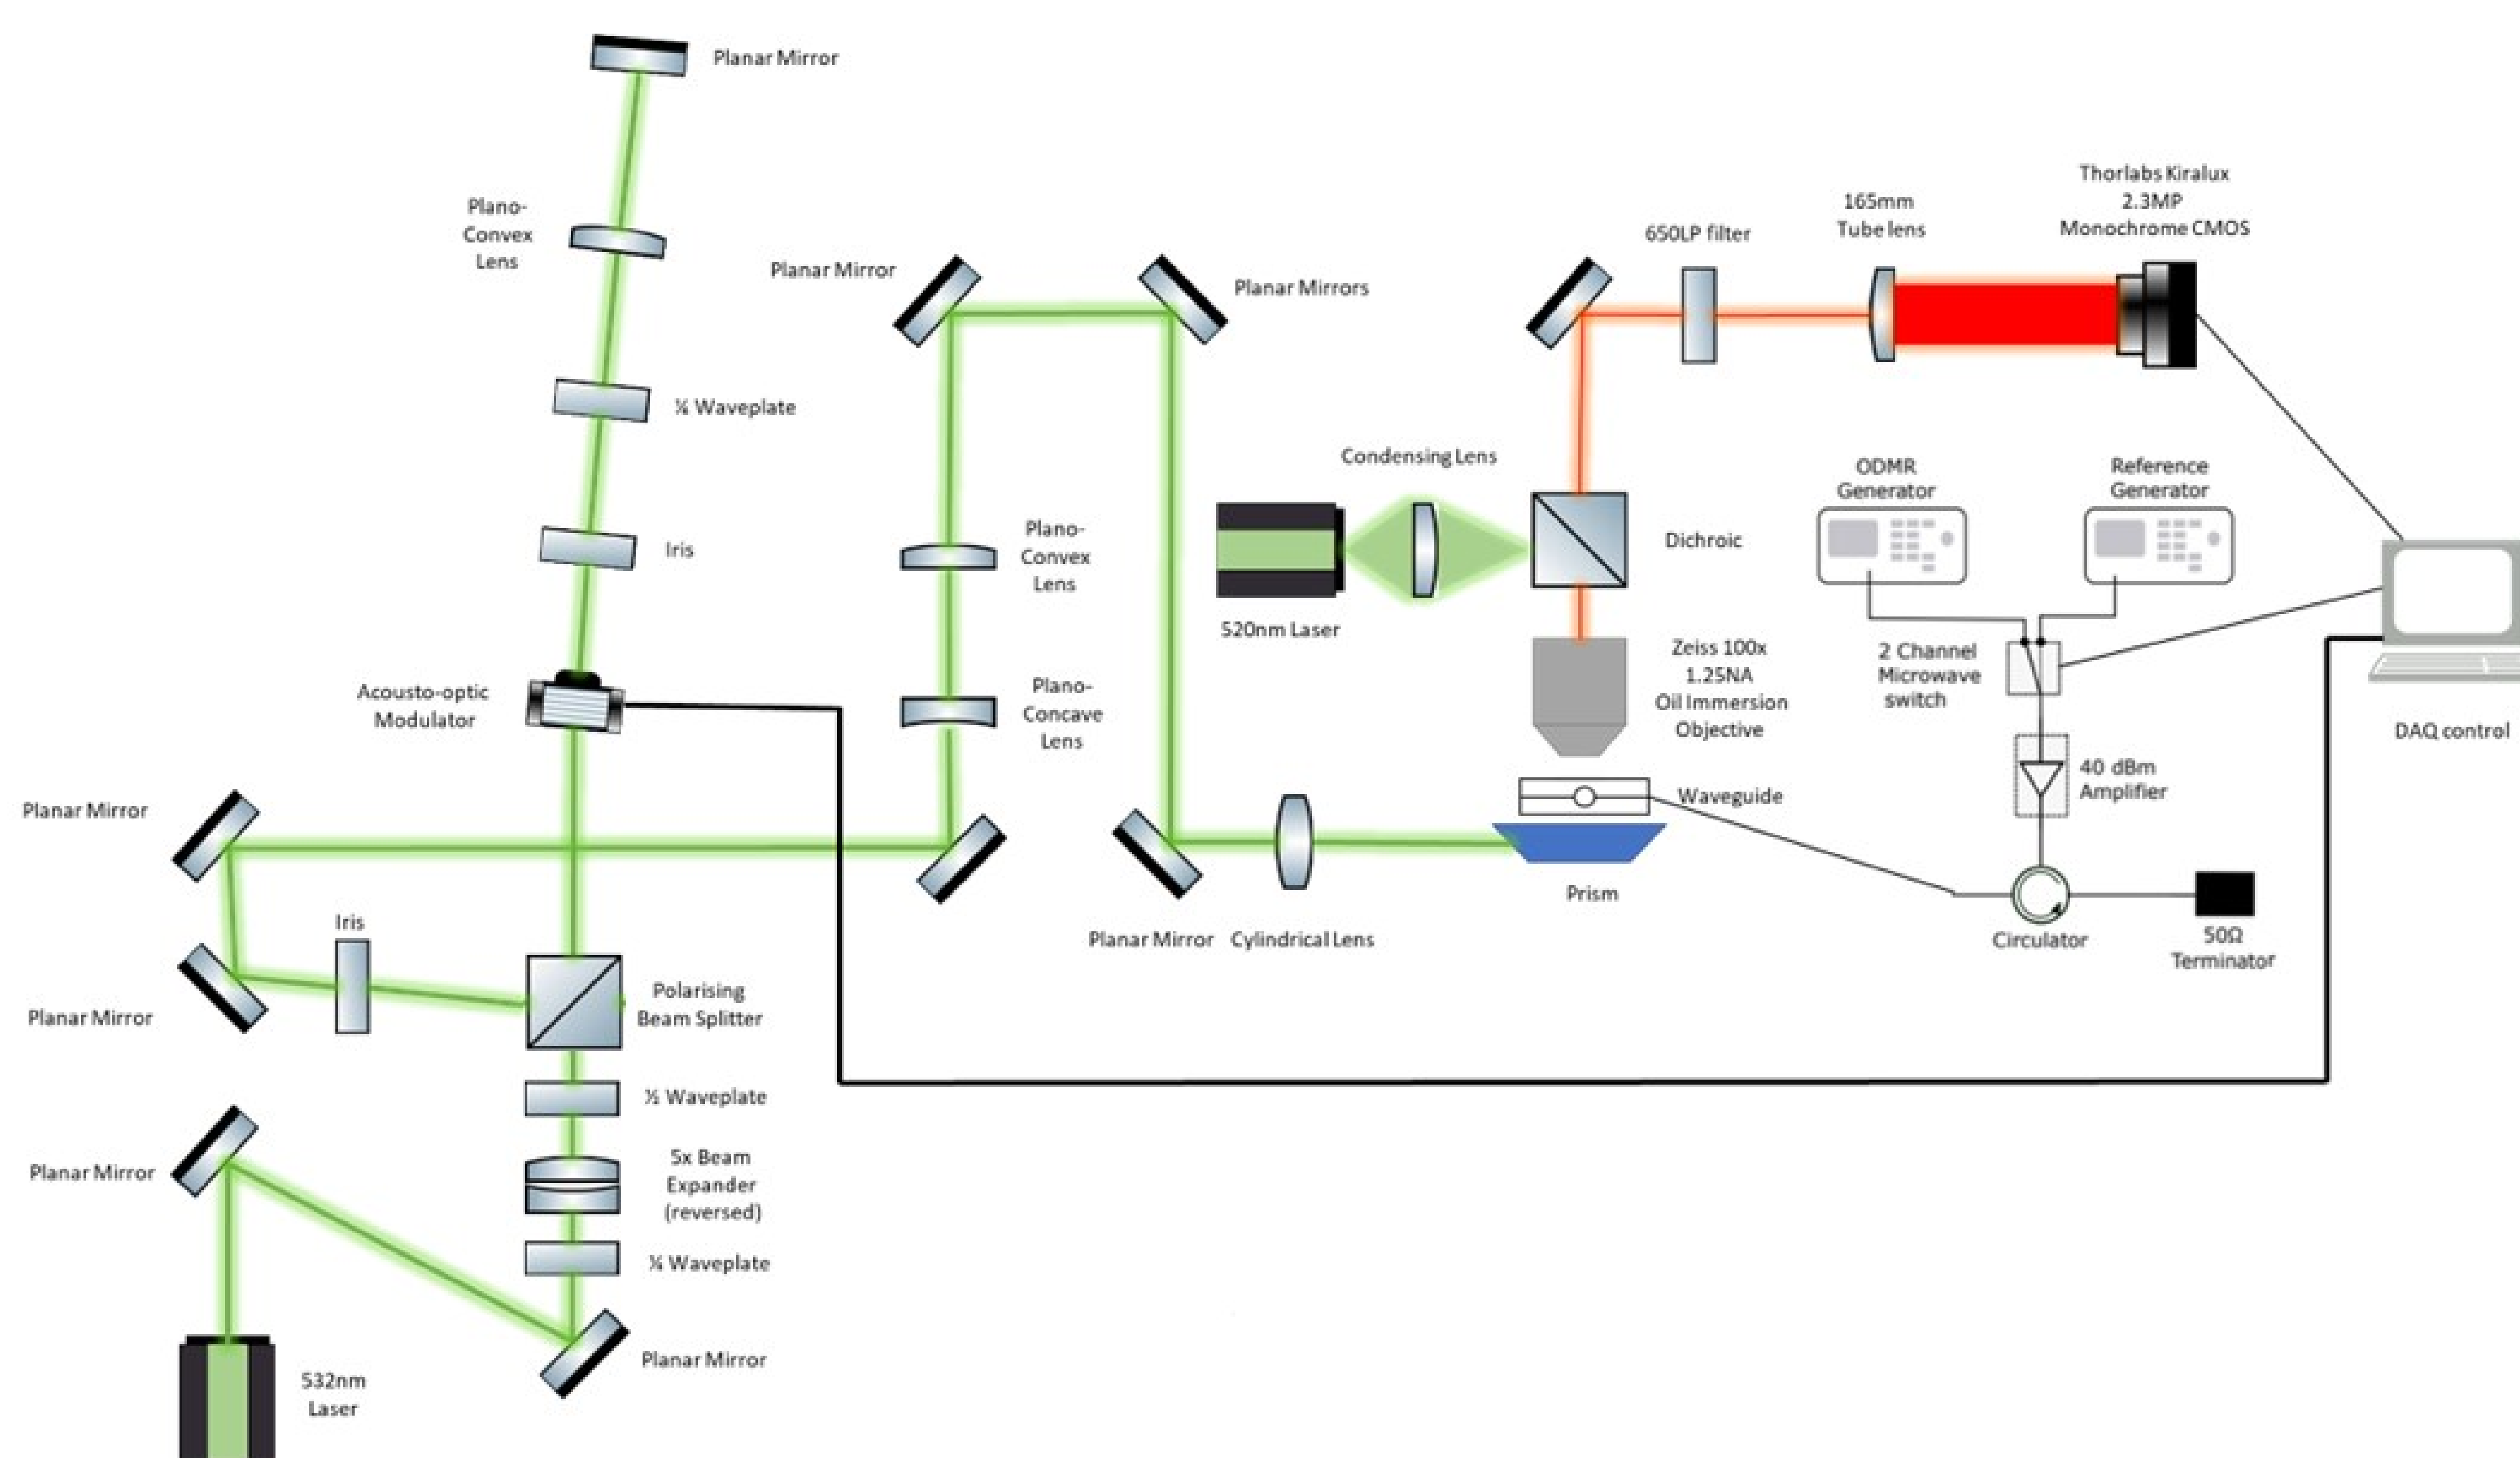 Planar Mirror
Plano-
Convex
Lens
¼ Waveplate
Iris
Acousto-optic
Modulator
Planar Mirror
Planar Mirrors
Plano-
Convex
Lens
Plano-
Concave
Lens
Planar Mirror
Iris
Planar Mirror
Polarising
Beam Splitter
½ Waveplate
5x Beam
Expander
(reversed)
¼ Waveplate
Planar Mirror
Planar Mirror
532nm
Laser
Planar Mirror
Cylindrical Lens
Prism
Waveguide
Condensing Lens
520nm Laser
Dichroic
Zeiss 100x
1.25NA
Oil Immersion
Objective
650LP filter
165mm
Tube lens
Thorlabs Kiralux
2.3MP
Monochrome CMOS
ODMR
Generator
Reference
Generator
2 Channel
Microwave
switch
DAQ control
40 dBm
Amplifier
Circulator
50Ω
Terminator